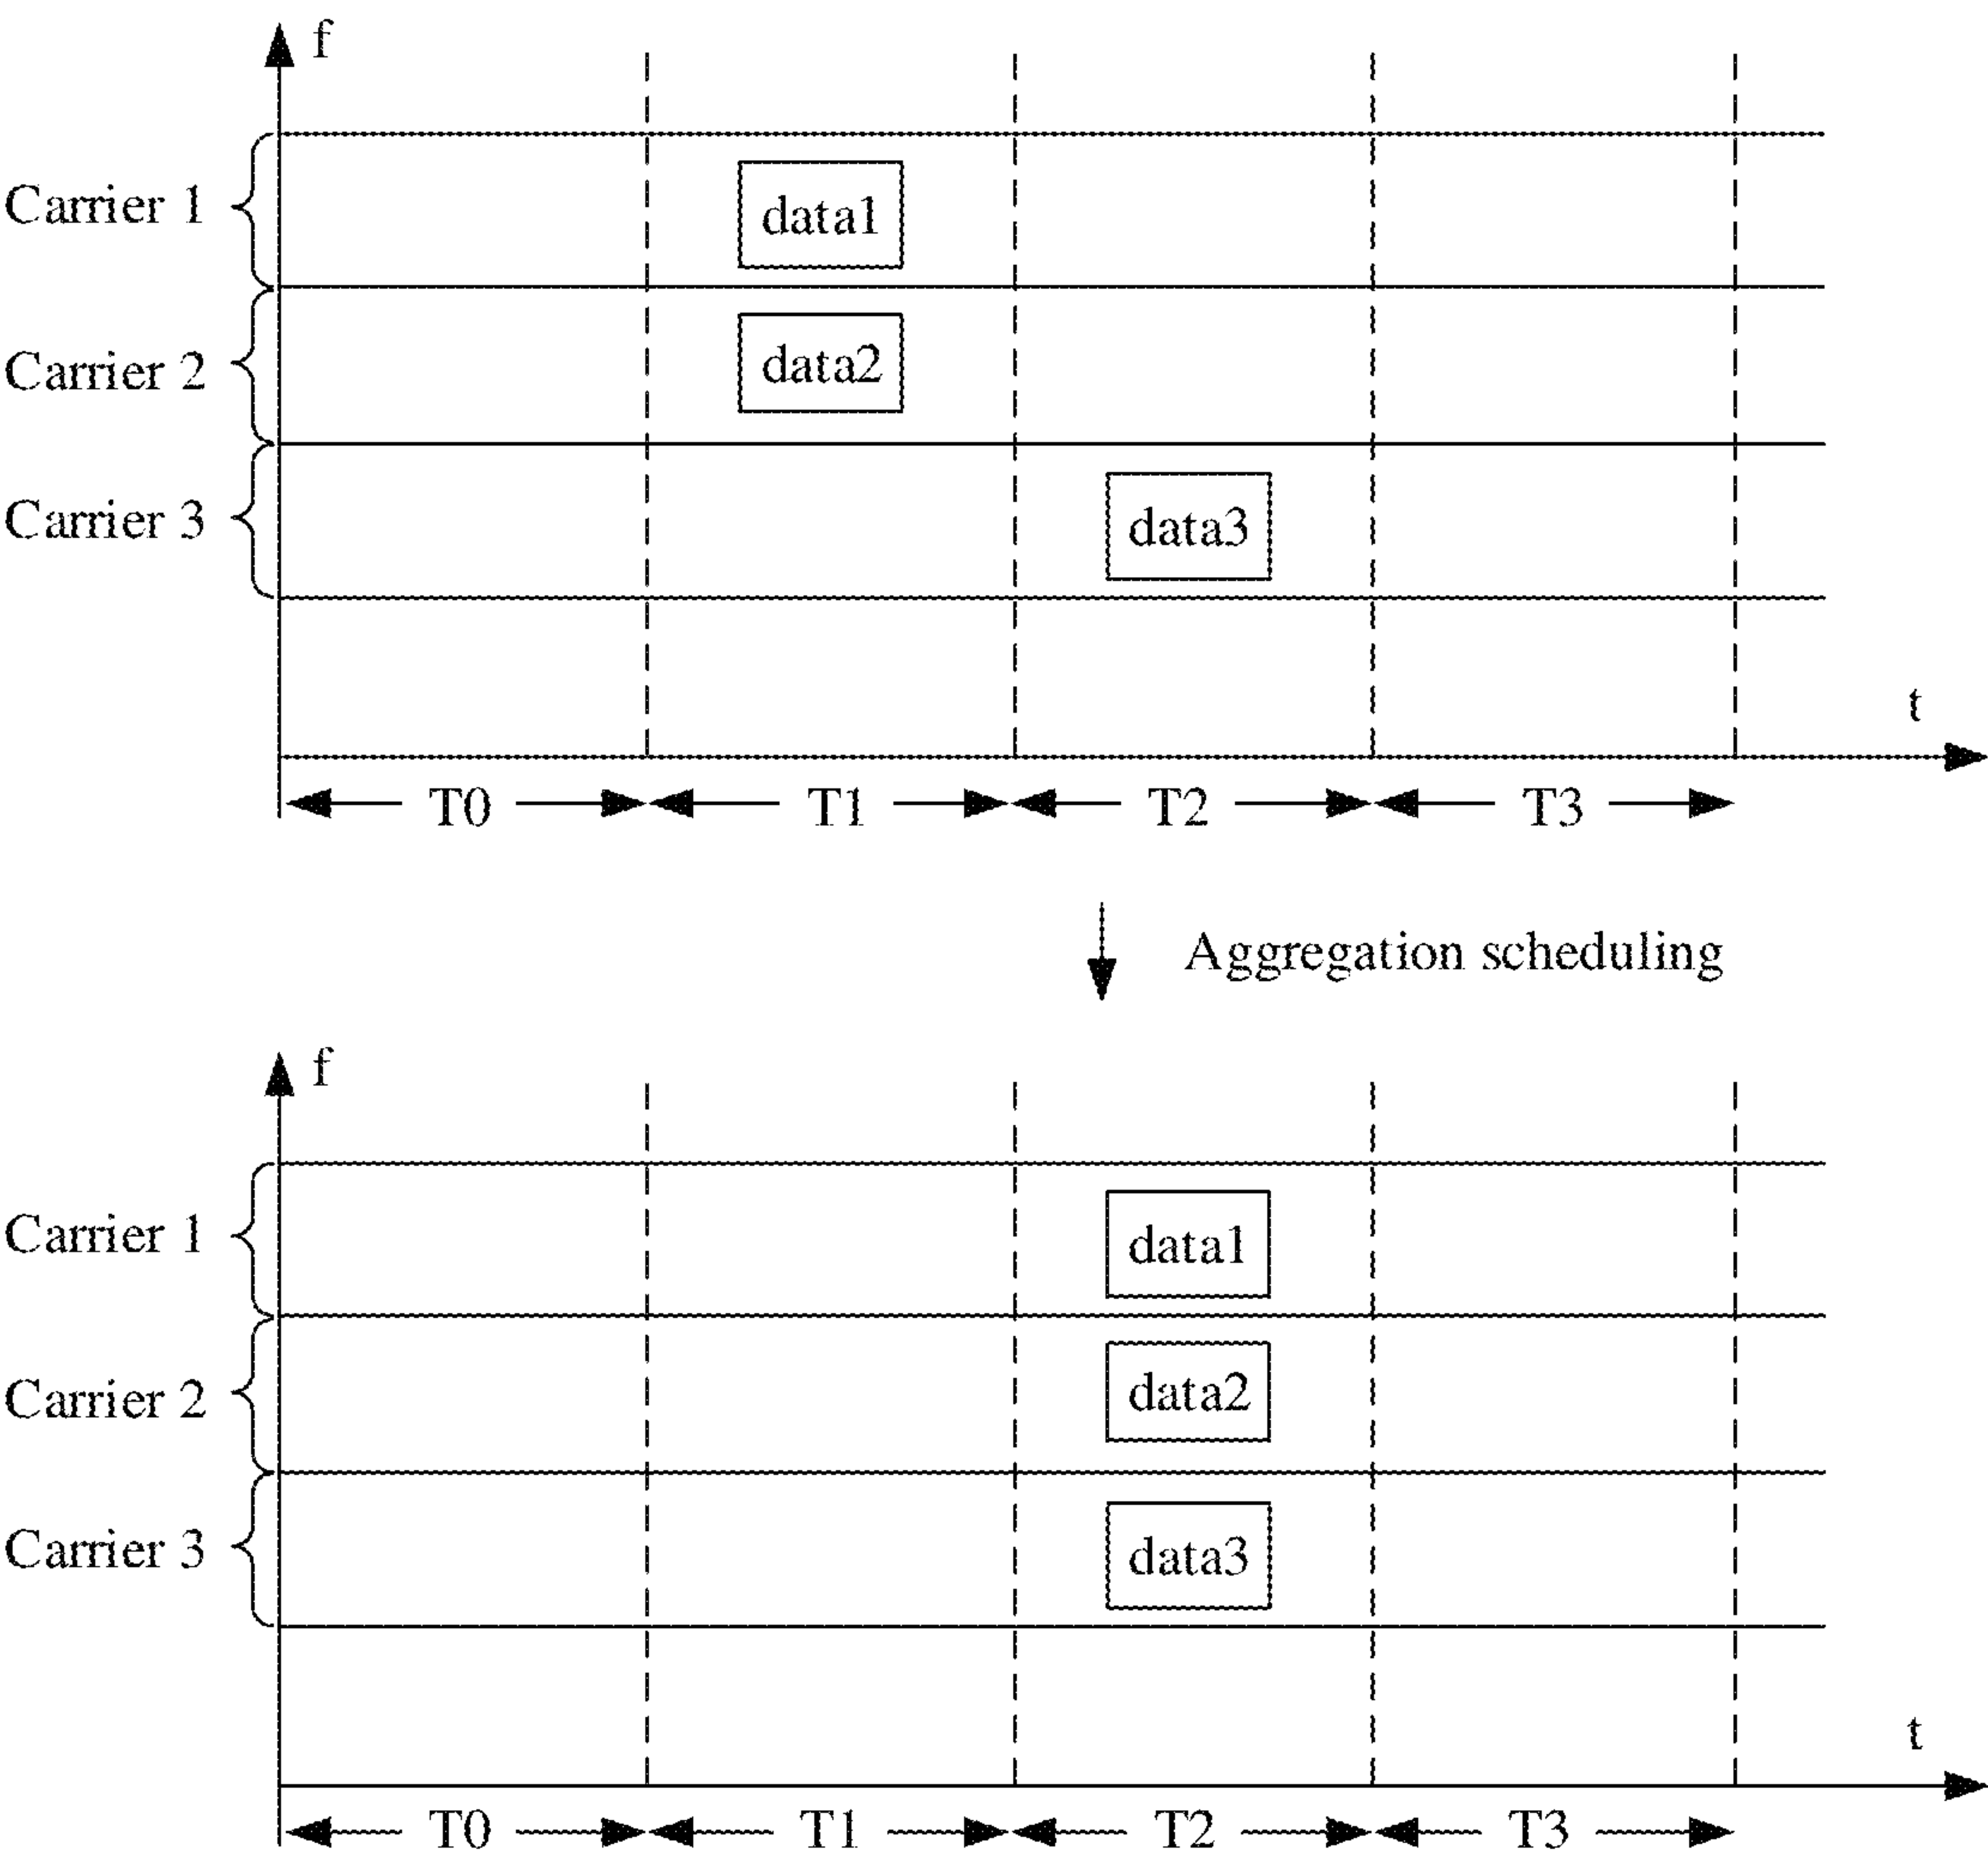 f
Carrier 1
data1
Carrier 2
data2
Carrier 3
data3
t
T0 T1 T2 T3
Aggregation scheduling
f
Carrier 1
data1
Carrier 2
data2
Carrier 3
data3
t
T0 T1 T2 T3